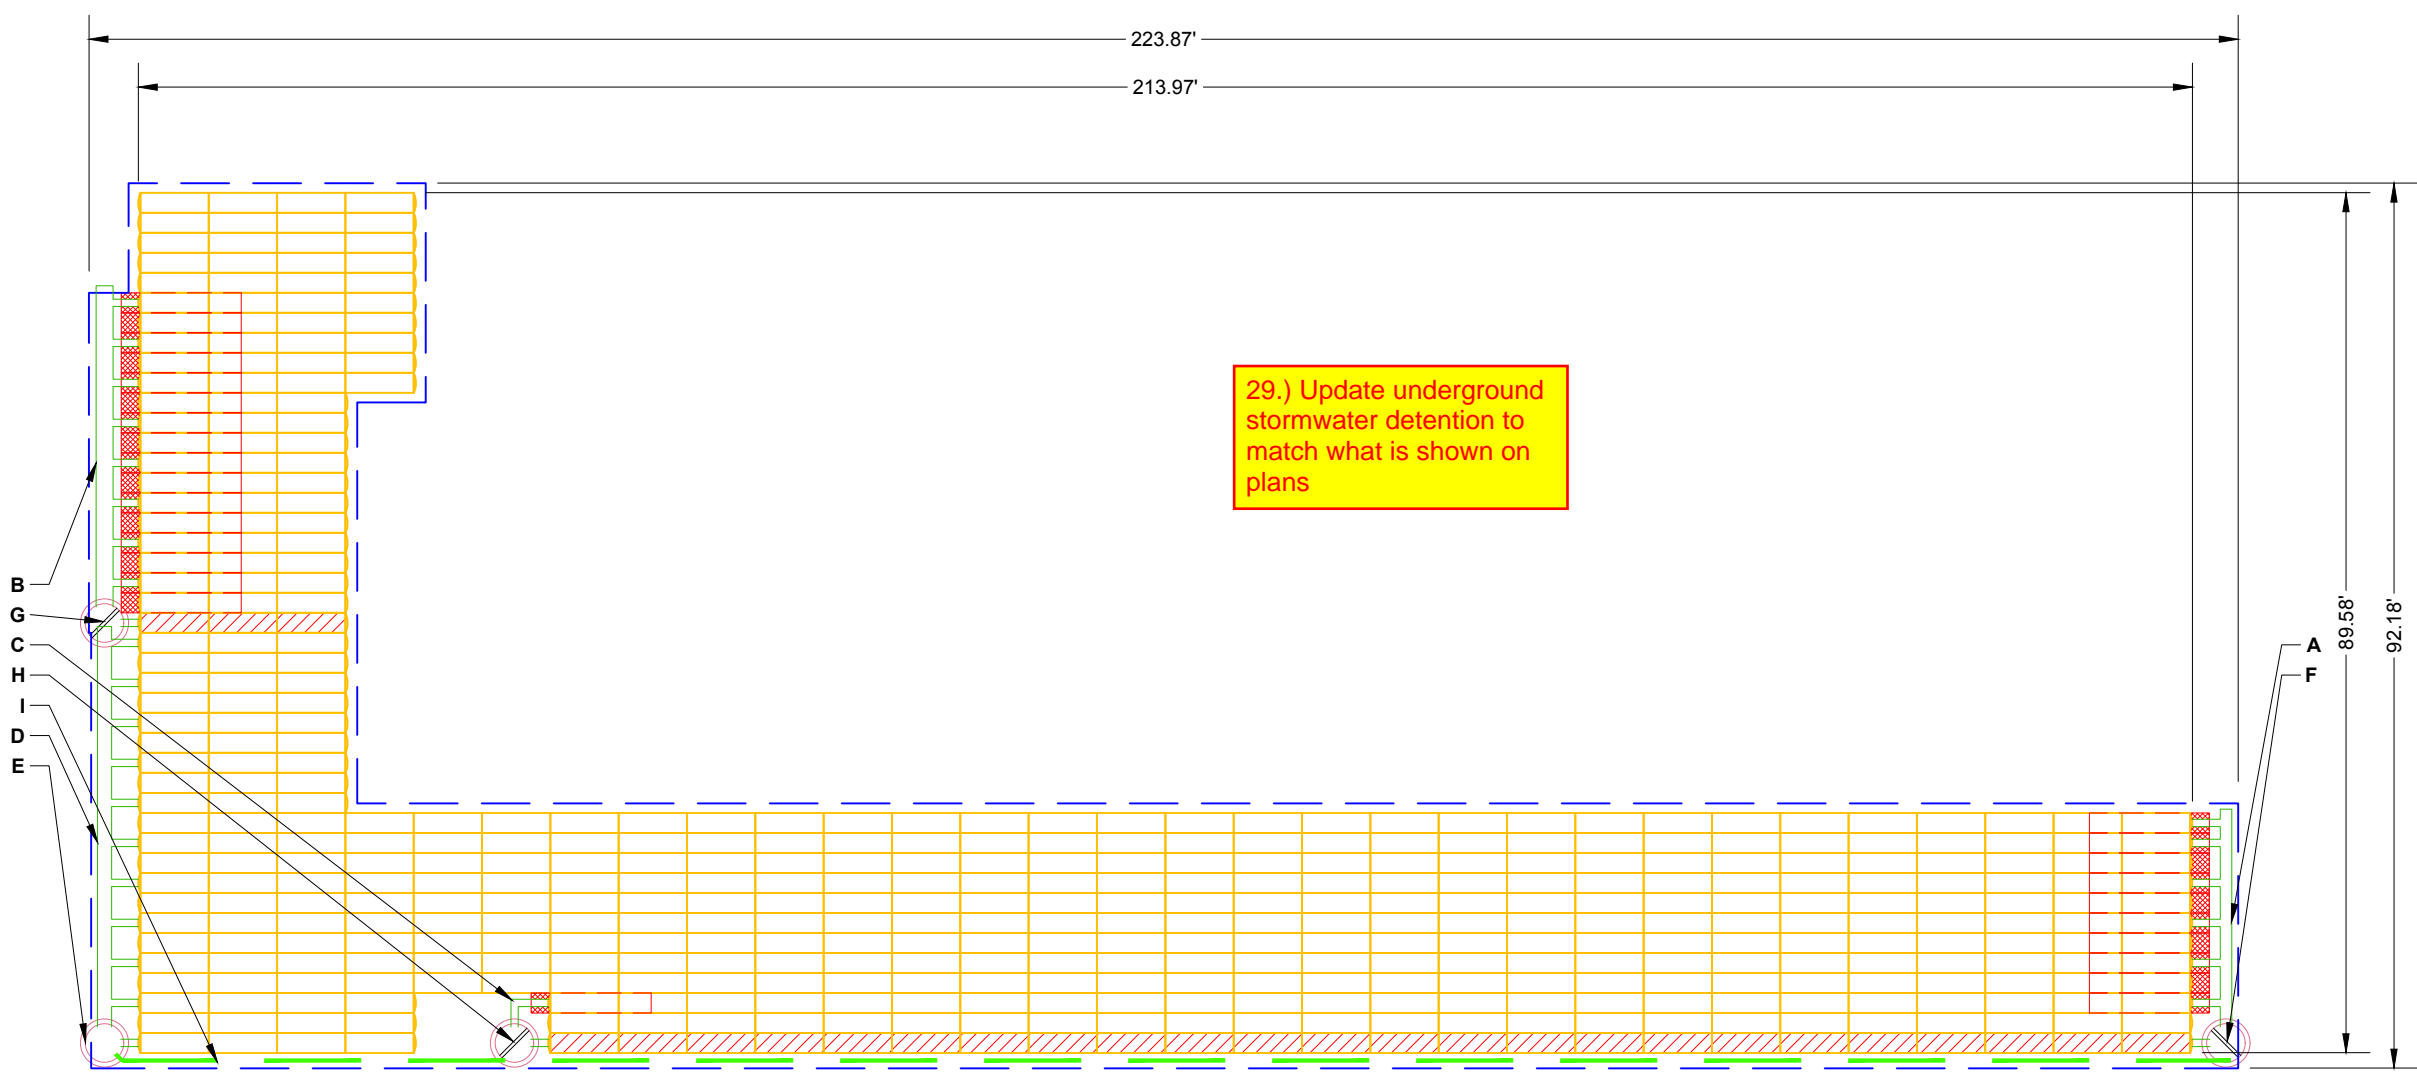 223.87'
213.97'
29.) Update underground
stormwater detention to
match what is shown on
plans
B
G
C
H
I
D
E
A
F
89.58'
92.18'